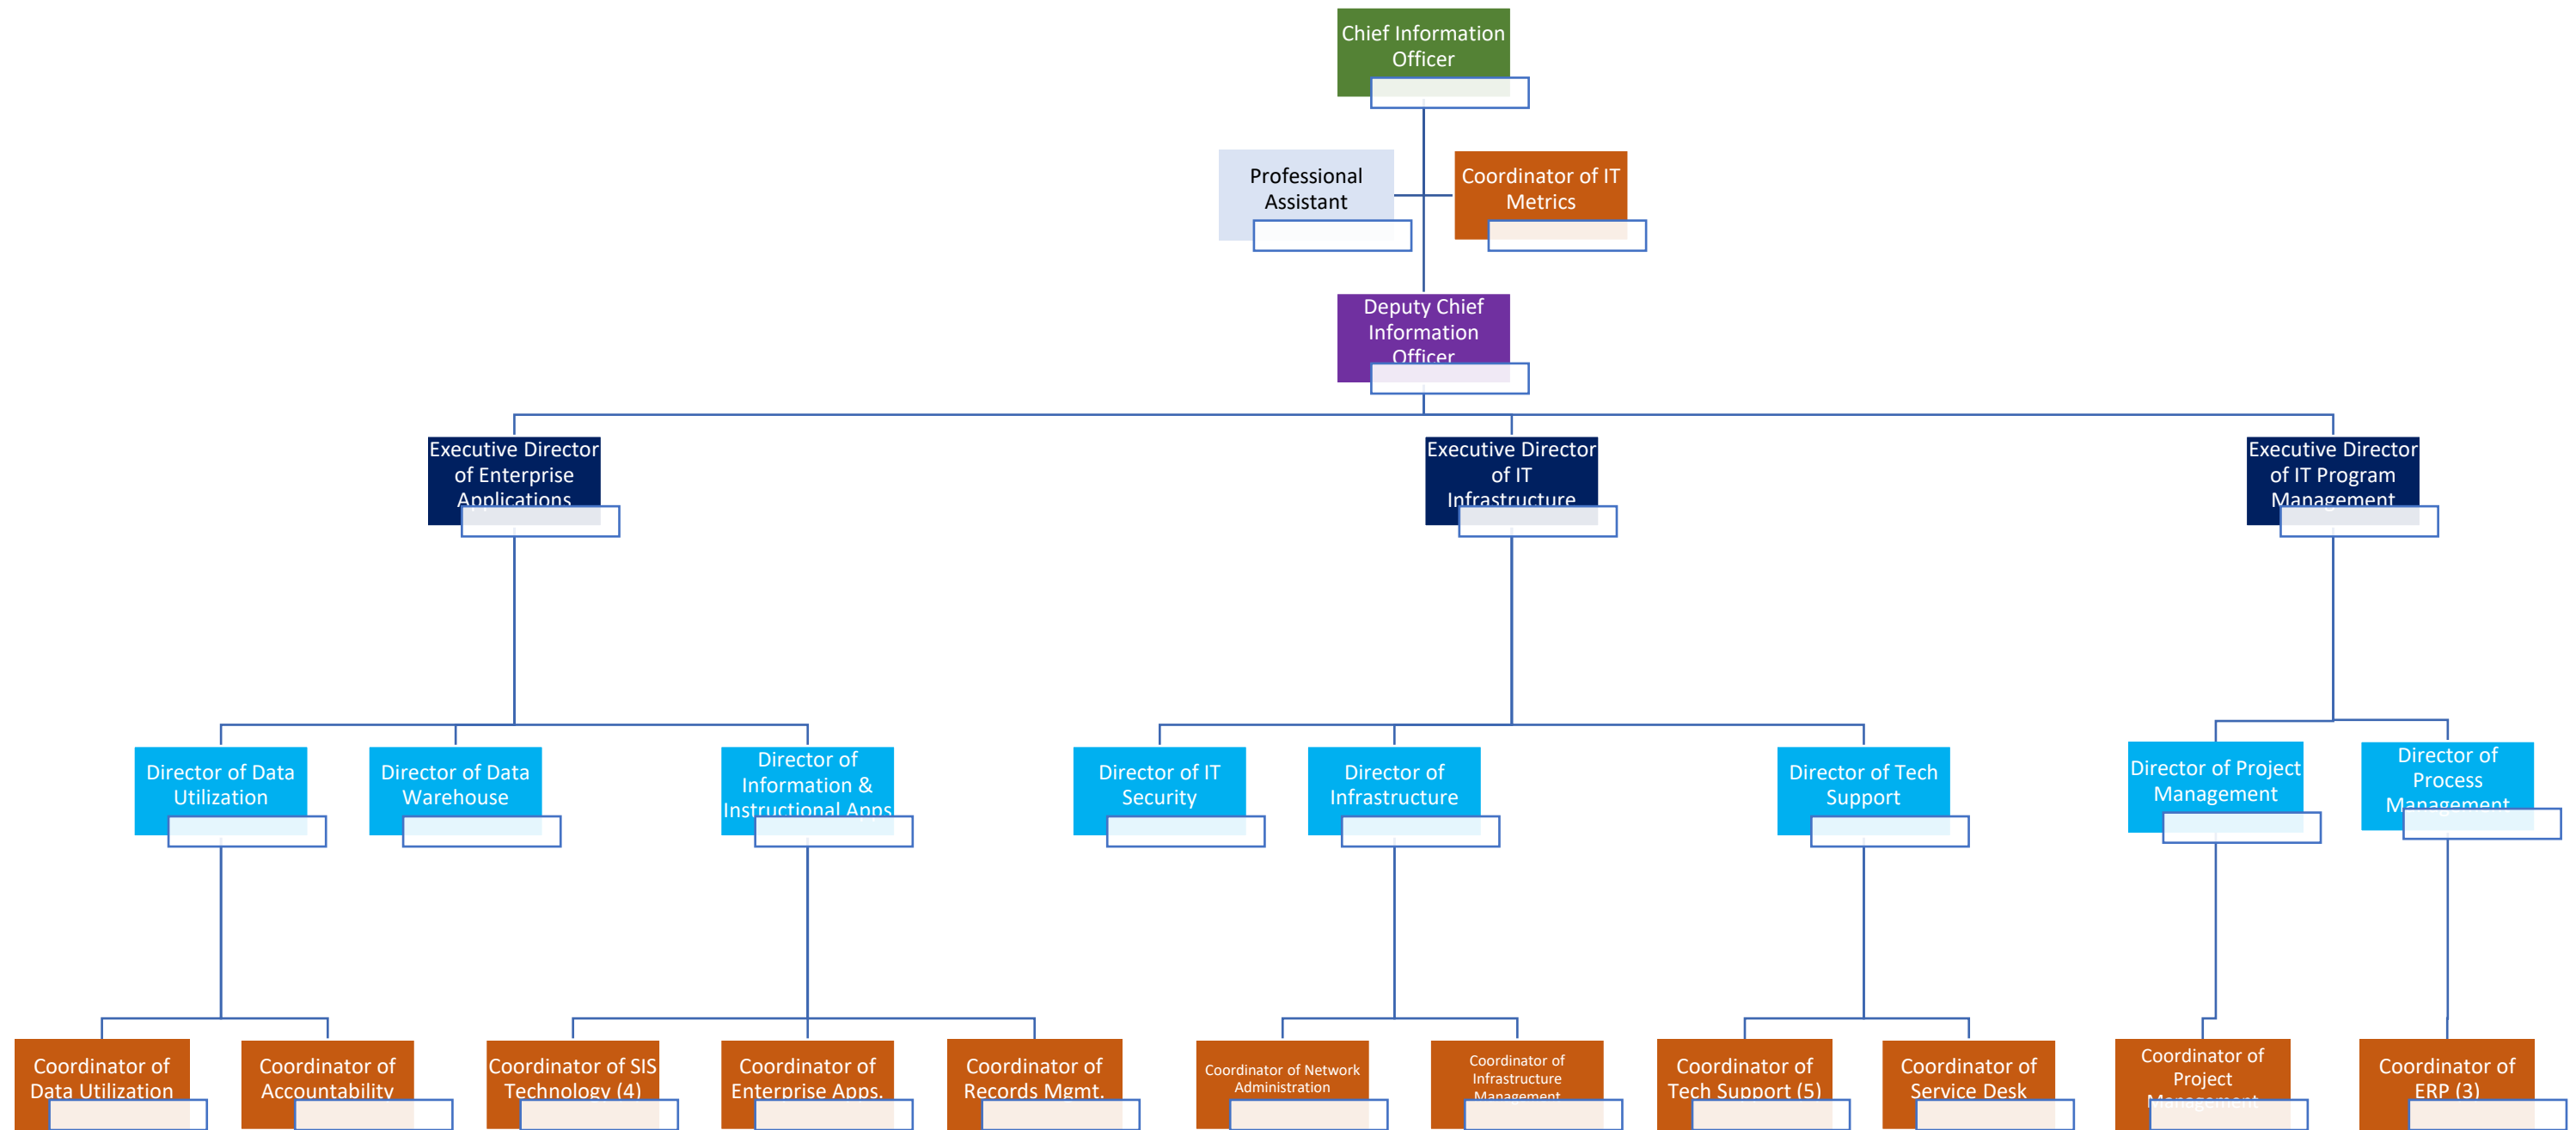 Chief Information
Officer
Professional
Assistant
Coordinator of IT
Metrics
Deputy Chief
Information
Officer
Executive Director
of Enterprise
Applications
Executive Director
of IT
Infrastructure
Executive Director
of IT Program
Management
Director of Data
Utilization
Director of Data
Warehouse
Director of
Information &
Instructional Apps
Director of IT
Security
Director of
Infrastructure
Director of Tech
Support
Director of Project
Management
Director of
Process
Management
Coordinator of
Data Utilization
Coordinator of
Accountability
Coordinator of SIS
Technology (4)
Coordinator of
Enterprise Apps.
Coordinator of
Records Mgmt.
Coordinator of Network
Administration
Coordinator of
Infrastructure
Management
Coordinator of
Tech Support (5)
Coordinator of
Service Desk
Coordinator of
Project
Management
Coordinator of
ERP (3)